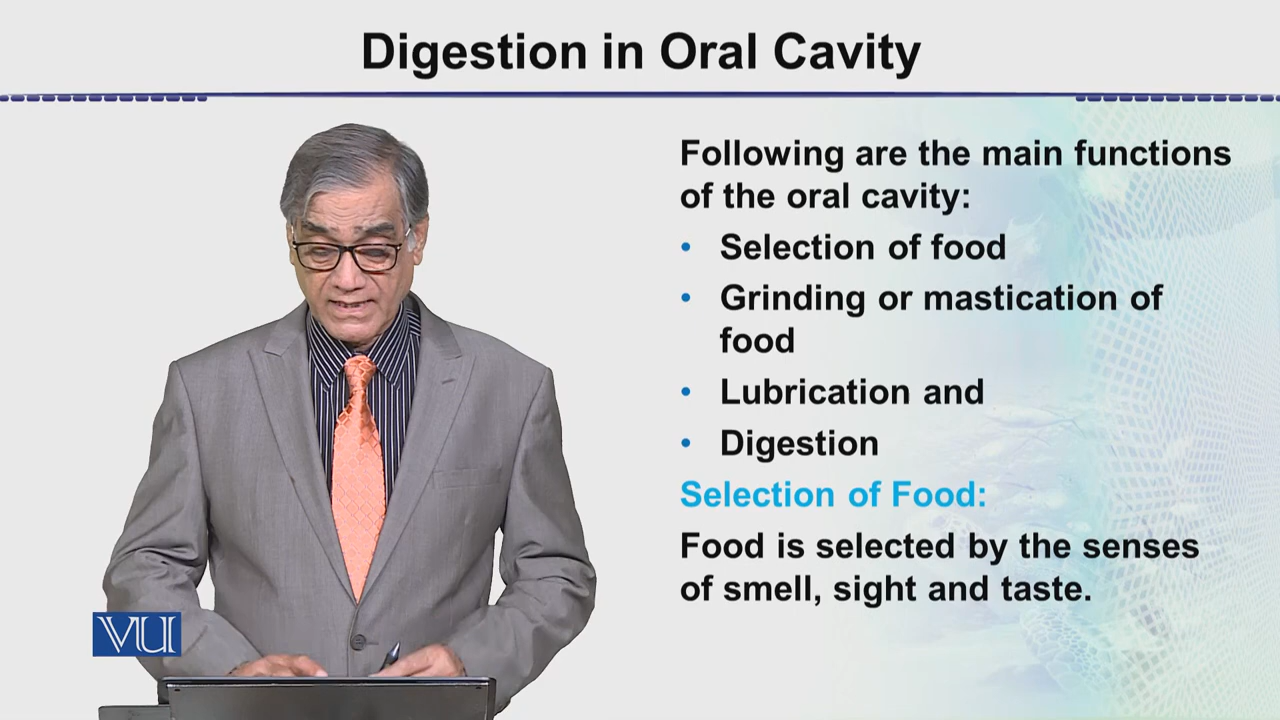 Digestion in Oral Cavity
Following are the main functions
of the oral cavity:
• Selection of food
• Grinding or mastication of
food
• Lubrication and
• Digestion
Selection of Food:
Food is selected by the senses
of smell, sight and taste.
VU